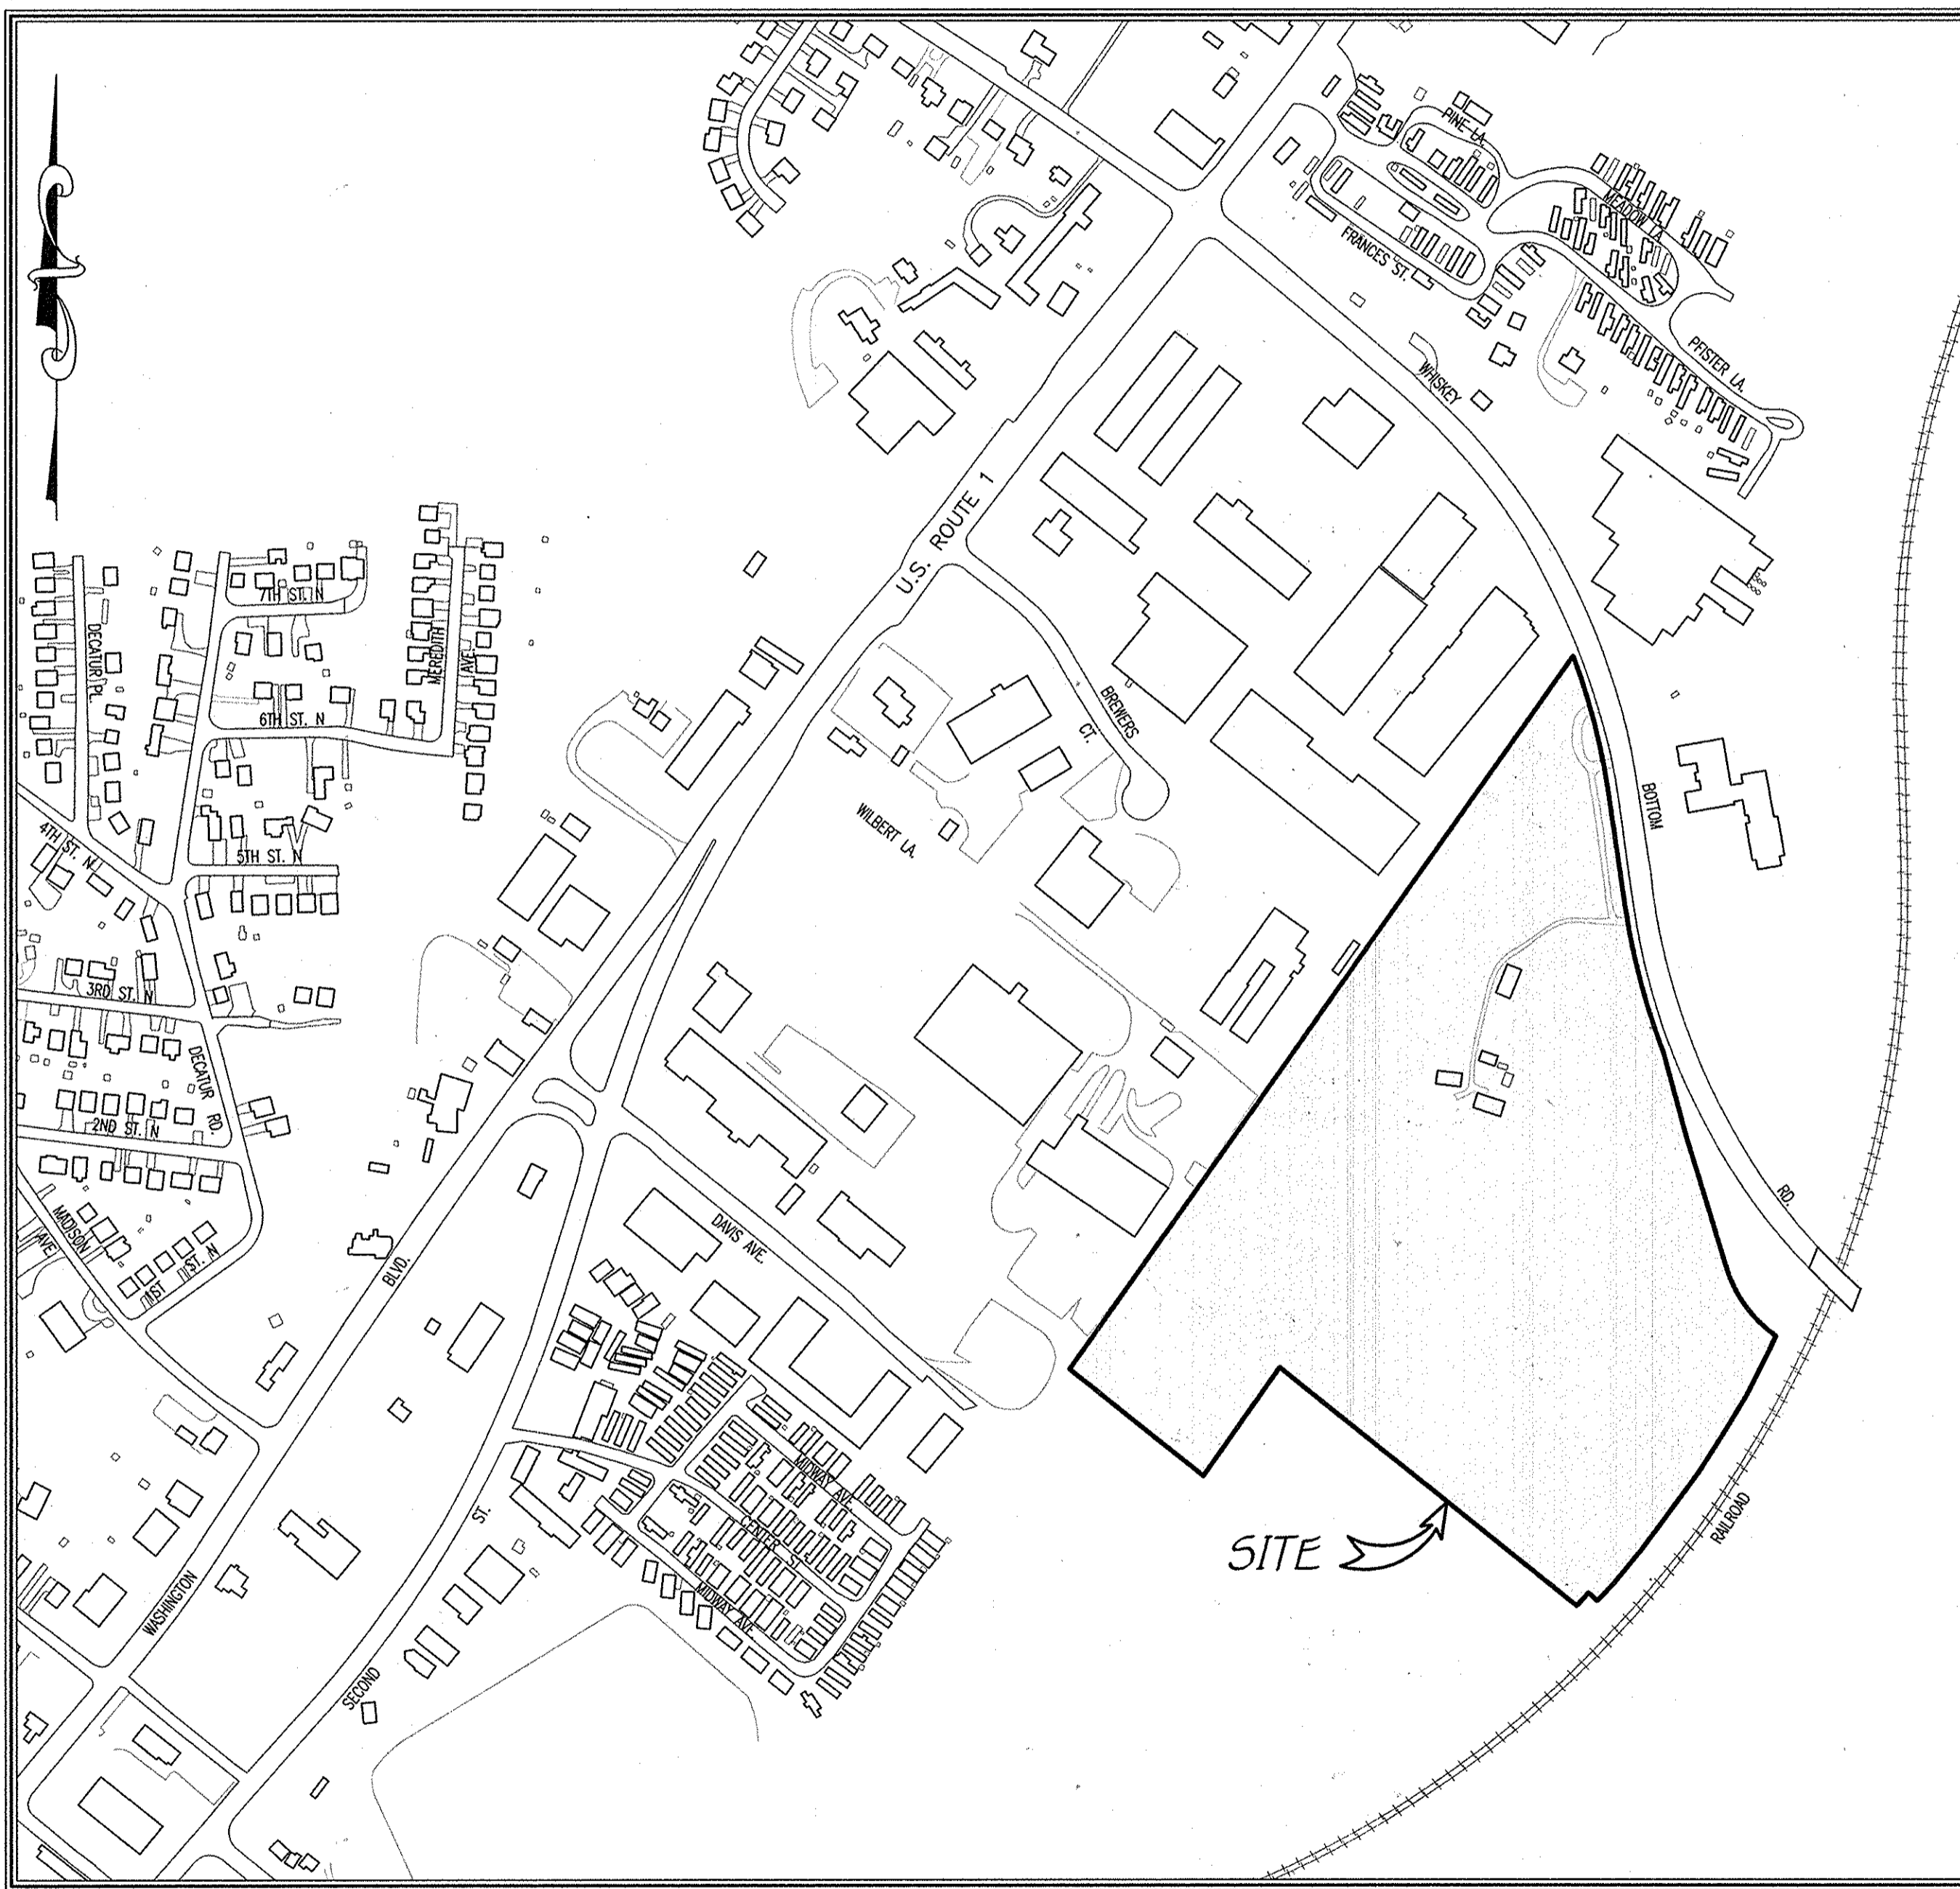 PINE LA.
MEADOW LA.
FRANCES ST.
PFISTER LA.
WHISKEY
U.S. ROUTE 1
7TH ST. N
DECATUR PL.
MEREDITH
AVE.
6TH ST. N
BREWERS
CT.
BOTTOM
WILBERT LA.
4TH ST. N
5TH ST. N
3RD ST. N
DECATUR RD.
2ND ST. N
RD.
MADISON
AVE.
DAVIS AVE.
1ST
ST. N
BLVD.
MIDWAY AVE.
ST.
CENTER ST.
RAILROAD
SITE
WASHINGTON
MIDWAY AVE.
SECOND